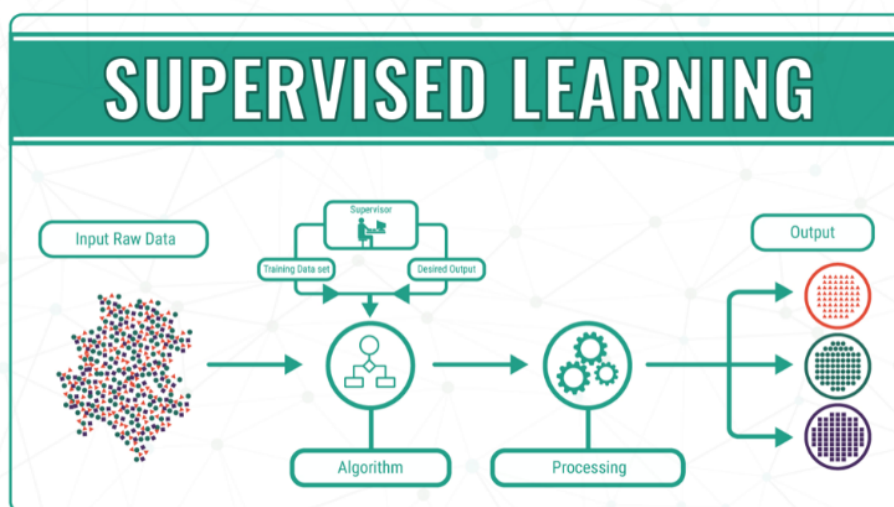 SUPERVISED LEARNING
Input Raw Data
Supervisor
Training Data set
Desired Output
Algorithm
Processing
Output